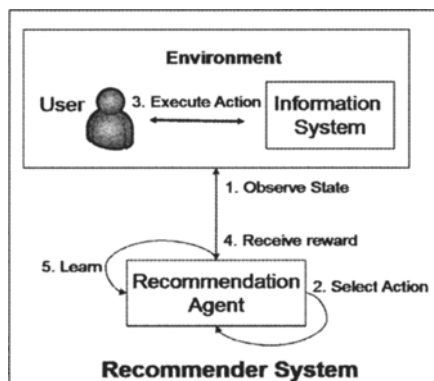 Environment
User
3. Execute Action
Information
System
1. Observe State
4. Receive reward
5. Learn
Recommendation
Agent
2. Select Action
Recommender System